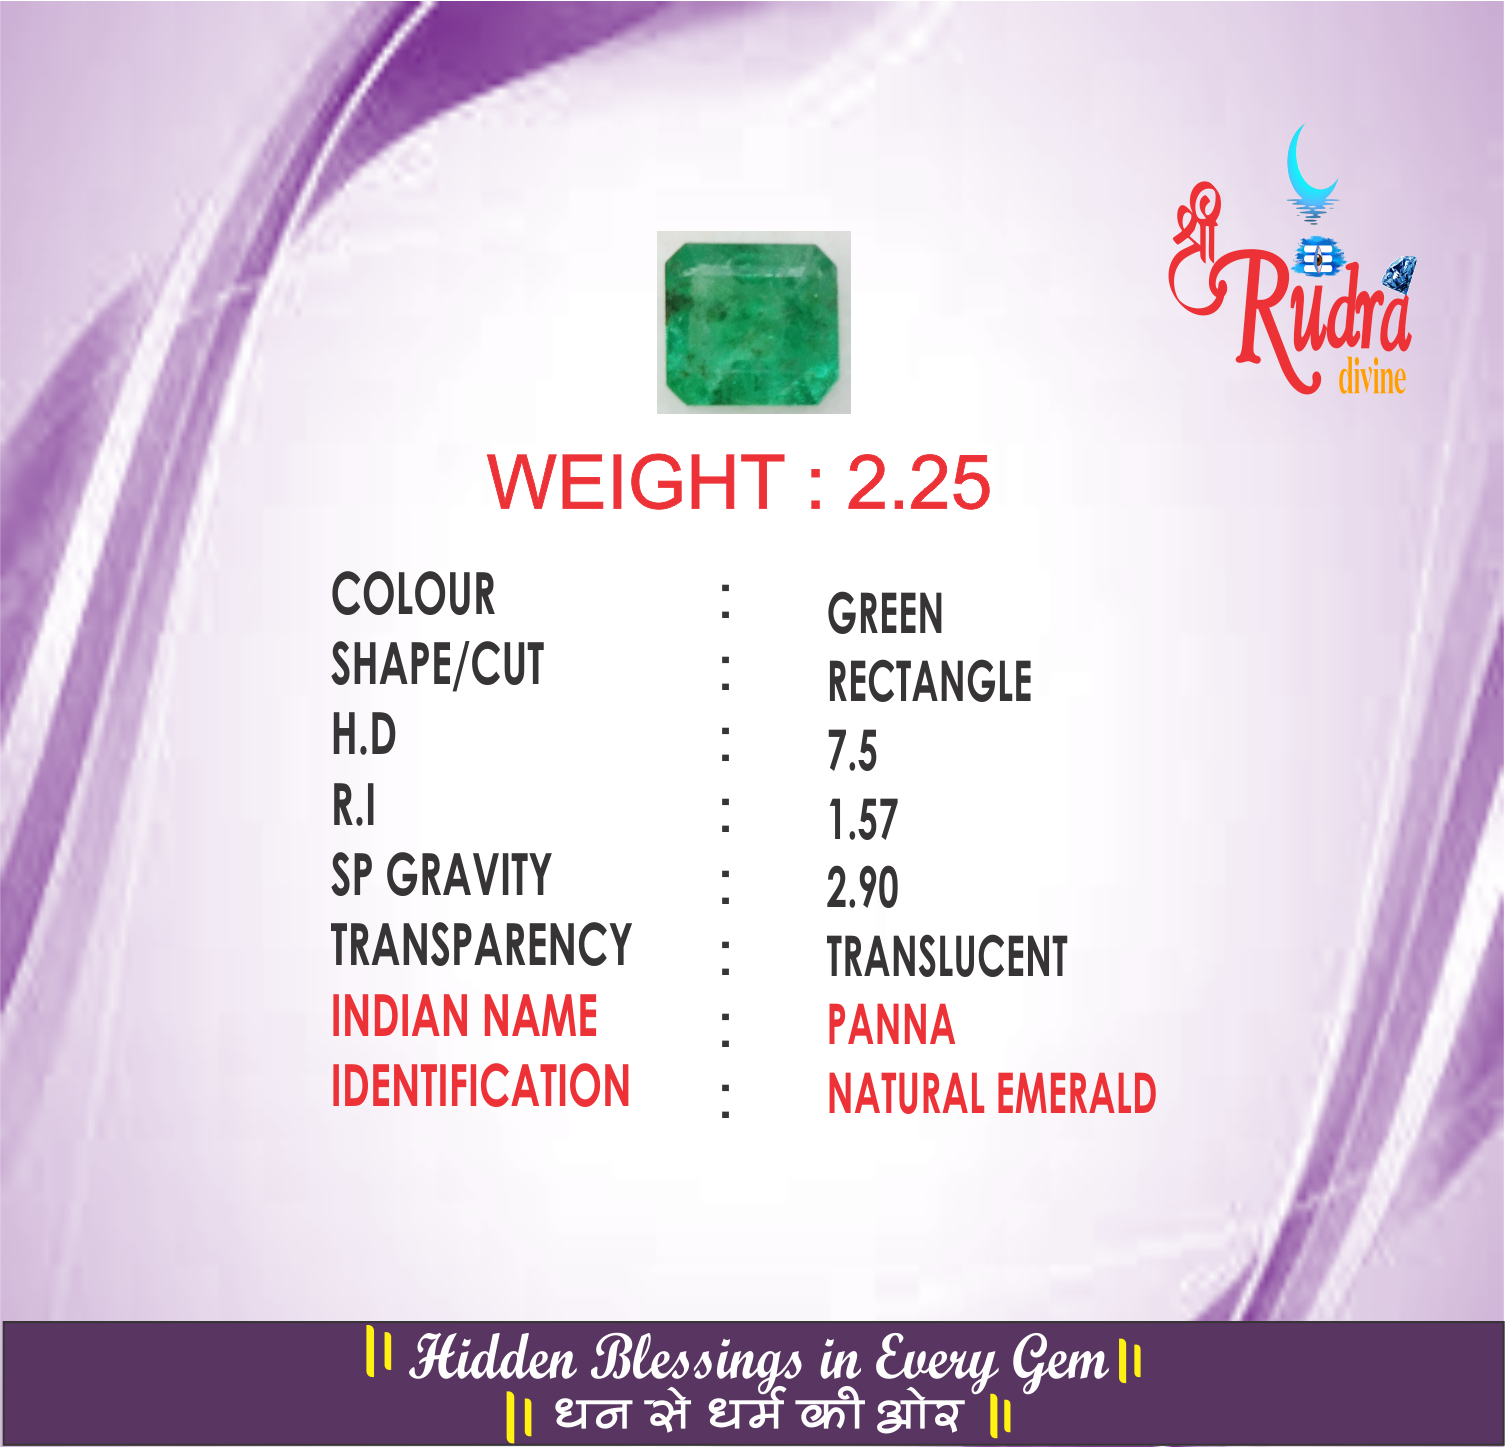 श्री
Rudra
divine
WEIGHT : 2.25
COLOUR : GREEN
SHAPE/CUT : RECTANGLE
H.D : 7.5
R.I : 1.57
SP GRAVITY : 2.90
TRANSPARENCY : TRANSLUCENT
INDIAN NAME : PANNA
IDENTIFICATION : NATURAL EMERALD
|| Hidden Blessings in Every Gem ||
|| धन से धर्म की ओर ||